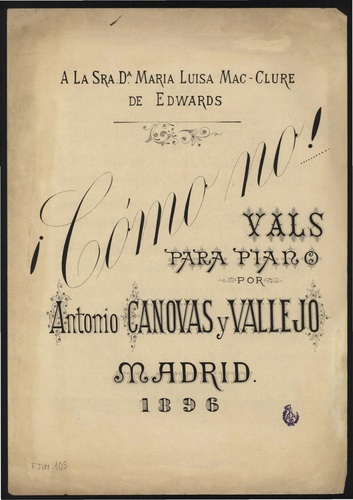 A LA SRA Dª MARIA LUISA MAC-CLURE
DE EDWARDS
¡Cómo no!
VALS
PARA PIANO
POR
Antonio CANOVAS y VALLEJO
MADRID.
1896
FJIM 105